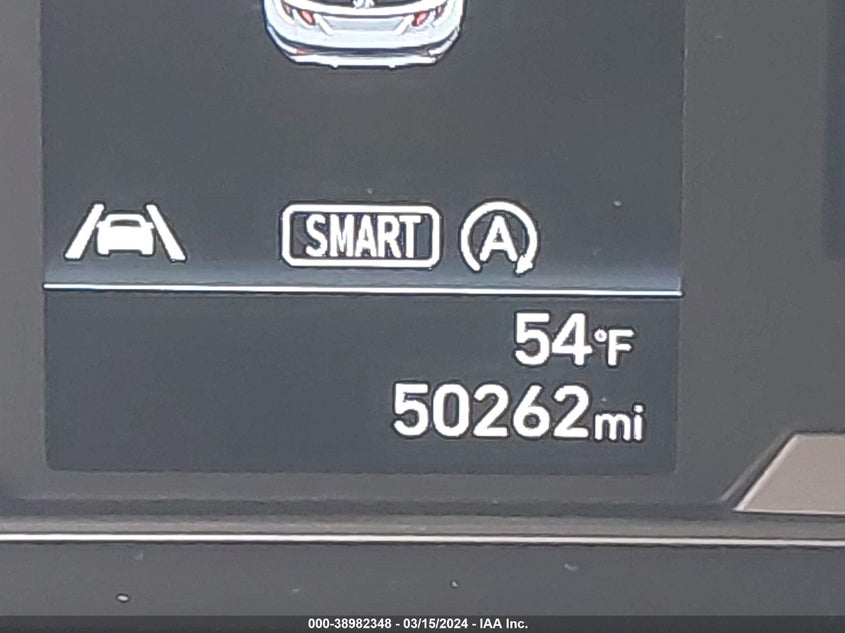 SMART A
54°F
50262mi
000-38982348 - 03/15/2024 - IAA Inc.